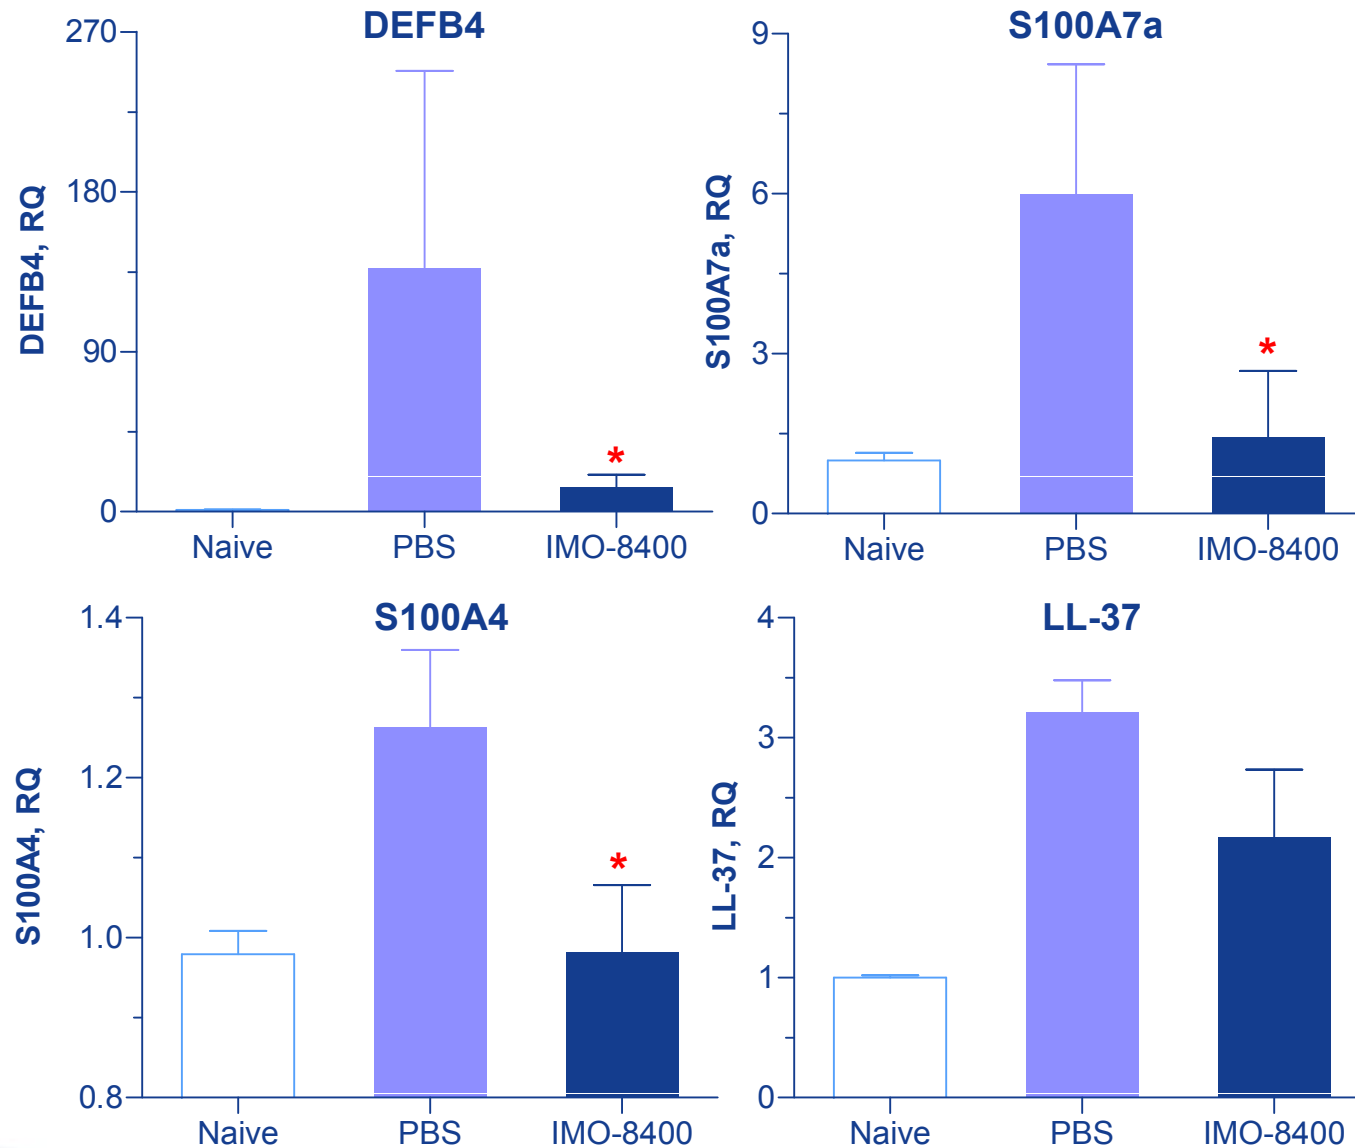 DEFB4
DEFB4, RQ
270
180
90
0
*
Naive PBS IMO-8400
S100A7a
S100A7a, RQ
9
6
3
0
*
Naive PBS IMO-8400
S100A4
S100A4, RQ
1.4
1.2
1.0
0.8
*
Naive PBS IMO-8400
LL-37
LL-37, RQ
4
3
2
1
0
Naive PBS IMO-8400